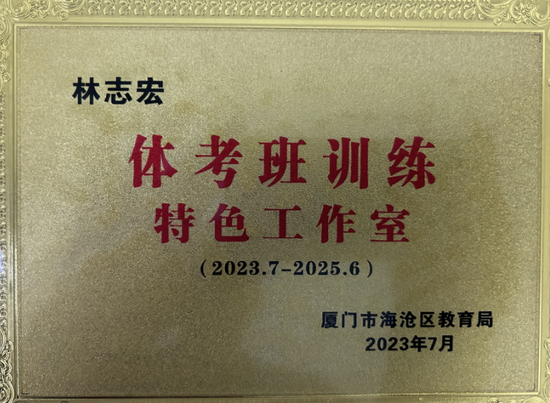 林志宏
体考班训练
特色工作室
（2023.7-2025.6）
厦门市海沧区教育局
2023年7月